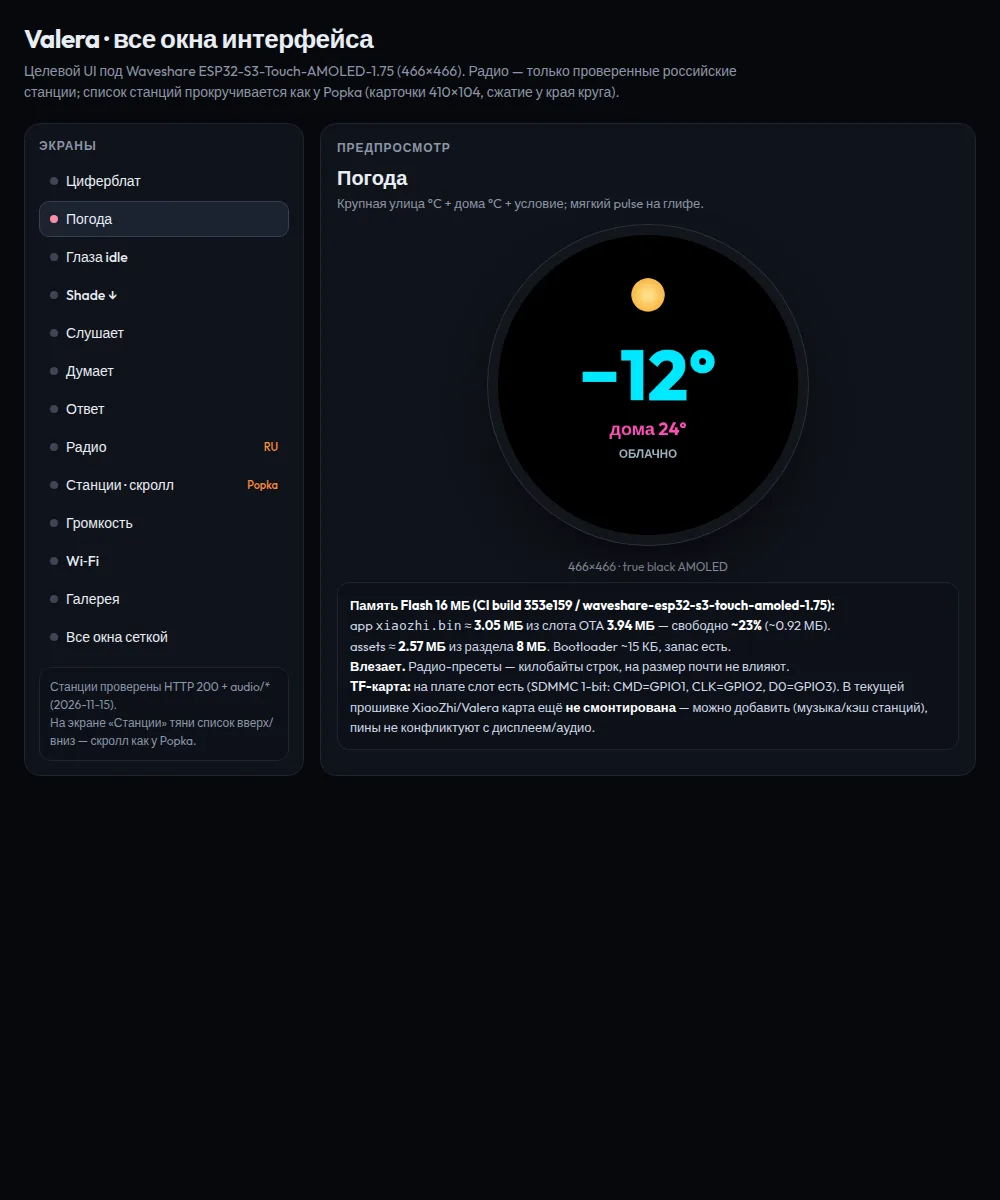 Valera · все окна интерфейса
Целевой UI под Waveshare ESP32-S3-Touch-AMOLED-1.75 (466×466). Радио — только проверенные российские
станции; список станций прокручивается как у Popka (карточки 410×104, сжатие у края круга).
ЭКРАНЫ
Циферблат
Погода
Глаза idle
Shade ↓
Слушает
Думает
Ответ
Радио RU
Станции · скролл Popka
Громкость
Wi-Fi
Галерея
Все окна сеткой
Станции проверены HTTP 200 + audio/*
(2026-11-15).
На экране «Станции» тяни список вверх/
вниз — скролл как у Popka.
ПРЕДПРОСМОТР
Погода
Крупная улица °C + дома °C + условие; мягкий pulse на глифе.
−12°
дома 24°
ОБЛАЧНО
466×466 · true black AMOLED
Память Flash 16 МБ (CI build 353e159 / waveshare-esp32-s3-touch-amoled-1.75):
app xiaozhi.bin ≈ 3.05 МБ из слота OTA 3.94 МБ — свободно ~23% (~0.92 МБ).
assets ≈ 2.57 МБ из раздела 8 МБ. Bootloader ~15 КБ, запас есть.
Влезает. Радио-пресеты — килобайты строк, на размер почти не влияют.
TF-карта: на плате слот есть (SDMMC 1-bit: CMD=GPIO1, CLK=GPIO2, D0=GPIO3). В текущей
прошивке XiaoZhi/Valera карта ещё не смонтирована — можно добавить (музыка/кэш станций),
пины не конфликтуют с дисплеем/аудио.